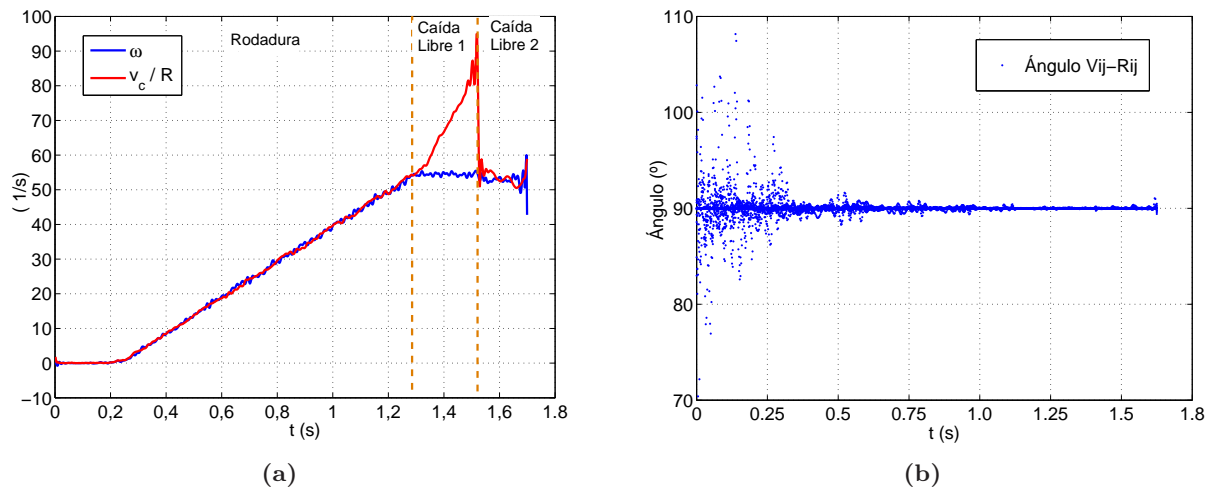 100
90
80
70
60
50
40
30
20
10
0
−10
( 1/s)
0
0,2
0,4
0,6
0,8
1
1,2
1,4
1,6
1.8
t (s)
ω
v_c / R
Rodadura
Caída
Libre 1
Caída
Libre 2
(a)
110
100
90
80
70
Ángulo (º)
0
0.25
0.5
0.75
1.0
1.25
1.5
1.8
t (s)
Ángulo Vij−Rij
(b)